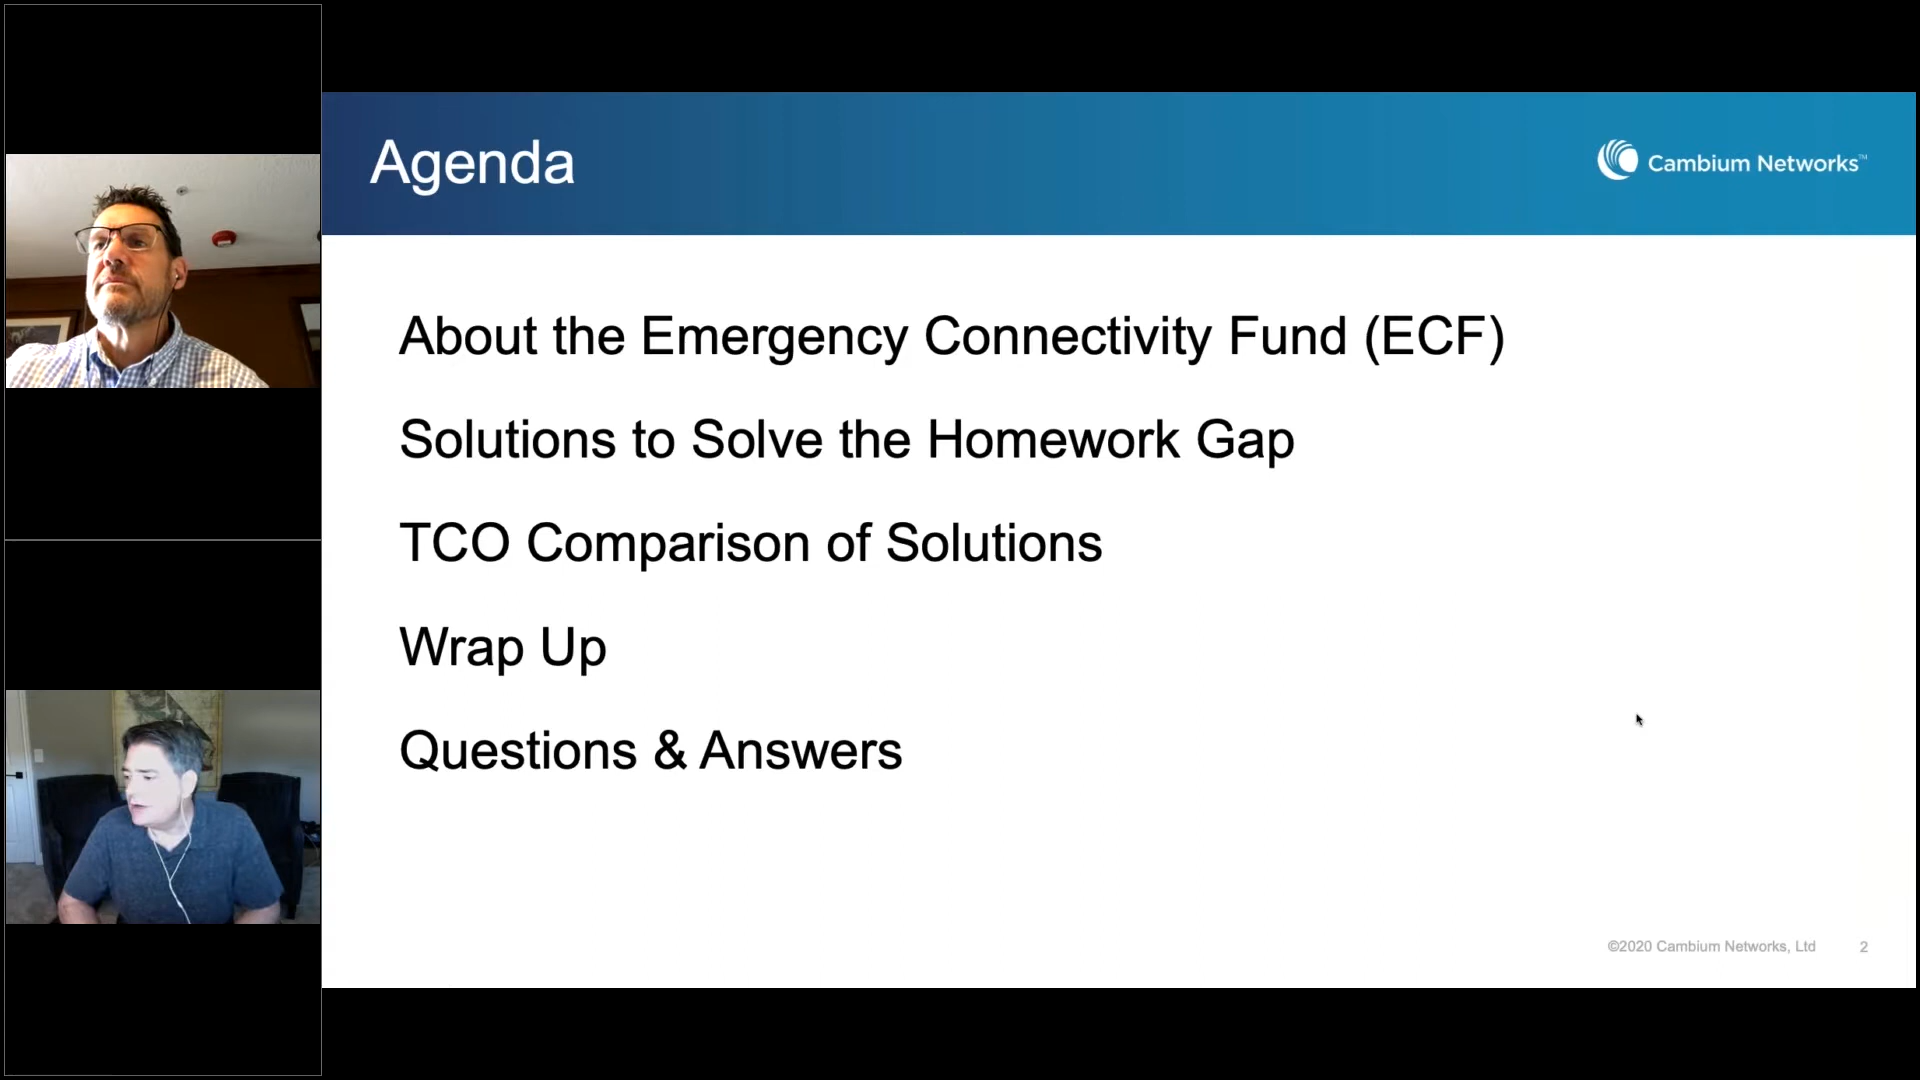 Agenda
Cambium Networks™
About the Emergency Connectivity Fund (ECF)
Solutions to Solve the Homework Gap
TCO Comparison of Solutions
Wrap Up
Questions & Answers
©2020 Cambium Networks, Ltd 2